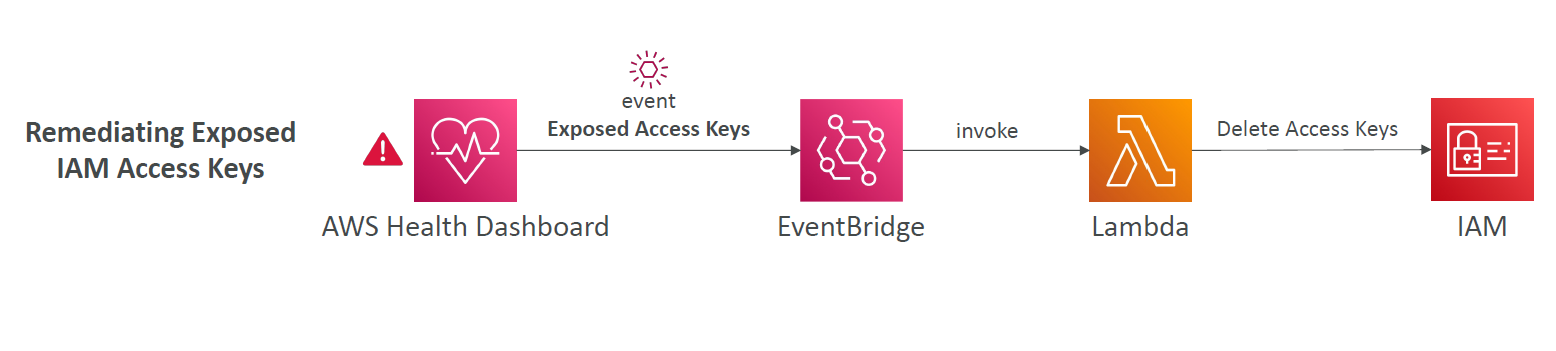 Remediating Exposed
IAM Access Keys
event
Exposed Access Keys
invoke
Delete Access Keys
AWS Health Dashboard
EventBridge
Lambda
IAM